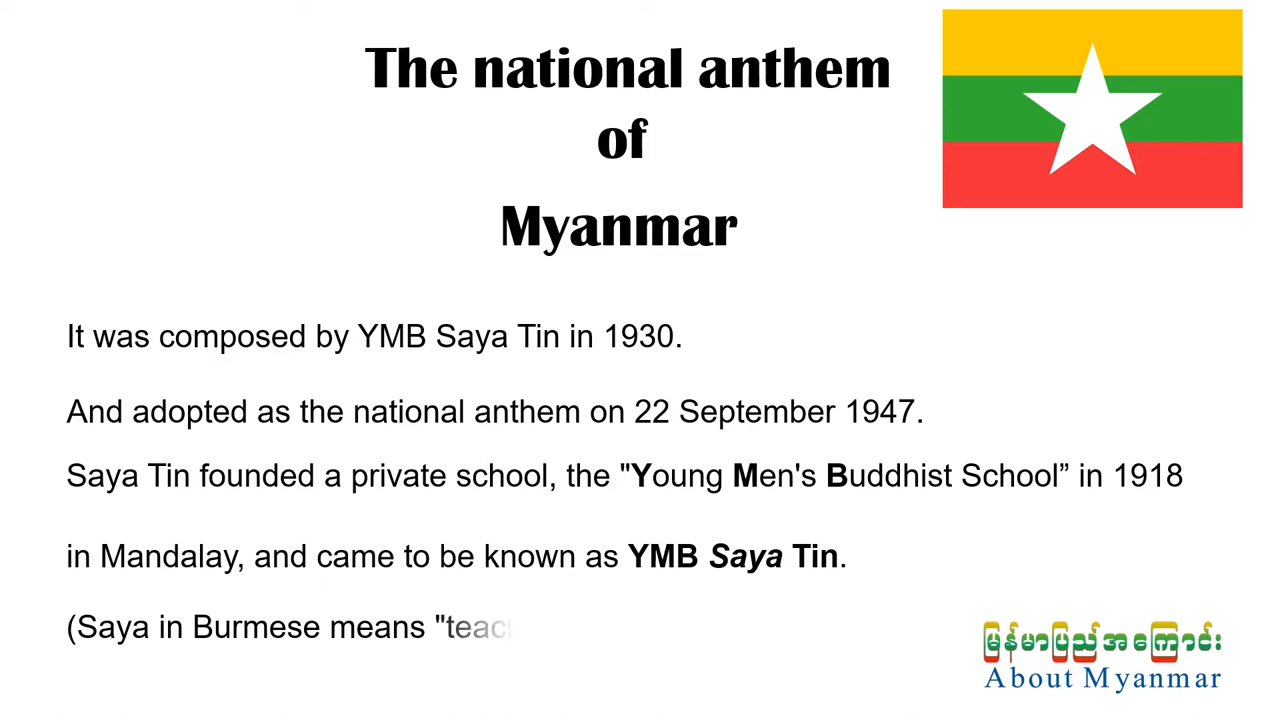 The national anthem
of
Myanmar
It was composed by YMB Saya Tin in 1930.
And adopted as the national anthem on 22 September 1947.
Saya Tin founded a private school, the "Young Men's Buddhist School” in 1918
in Mandalay, and came to be known as YMB Saya Tin.
(Saya in Burmese means "teac
မြန်မာပြည်အကြောင်း
About Myanmar